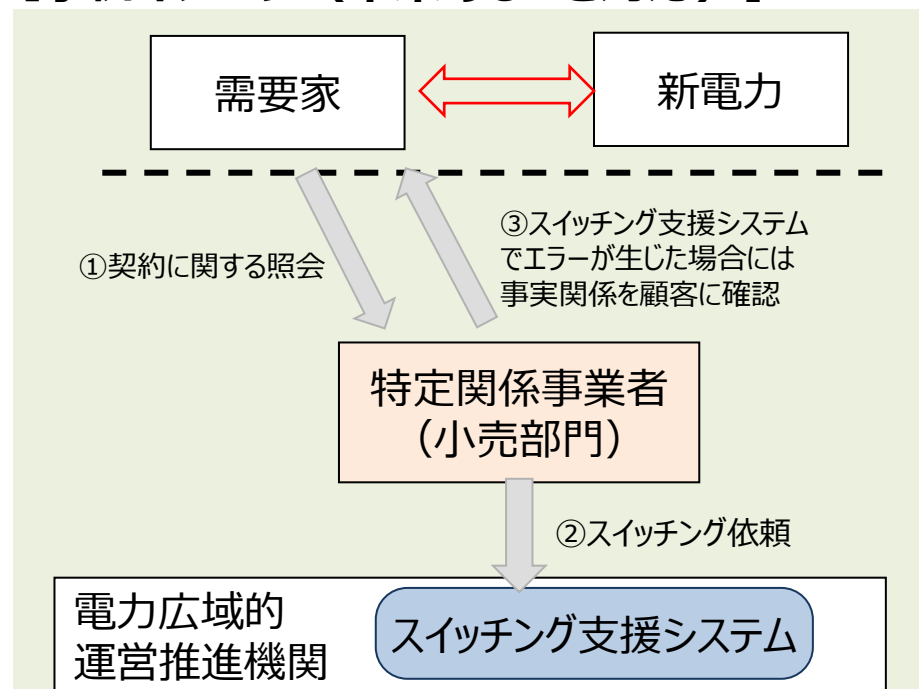 需要家
新電力
①契約に関する照会
③スイッチング支援システム
でエラーが生じた場合には
事実関係を顧客に確認
特定関係事業者
(小売部門)
②スイッチング依頼
電力広域的
運営推進機関
スイッチング支援システム